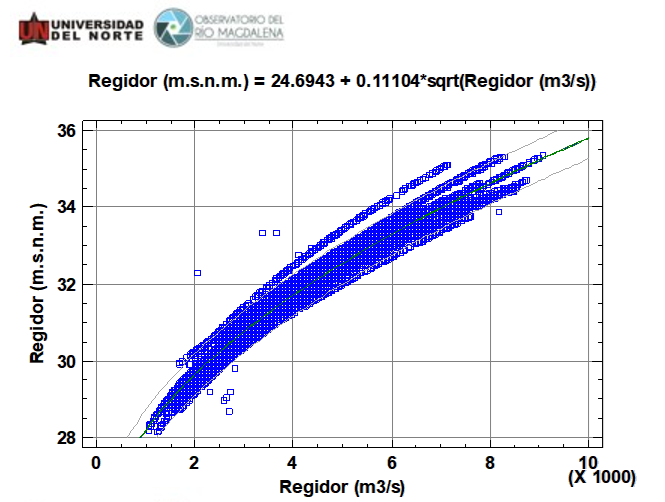 UNIVERSIDAD
DEL NORTE
OBSERVATORIO DEL
RÍO MAGDALENA
Regidor (m.s.n.m.) = 24.6943 + 0.11104*sqrt(Regidor (m3/s))
Regidor (m.s.n.m.)
36
34
32
30
28
0 2 4 6 8 10
(X 1000)
Regidor (m3/s)